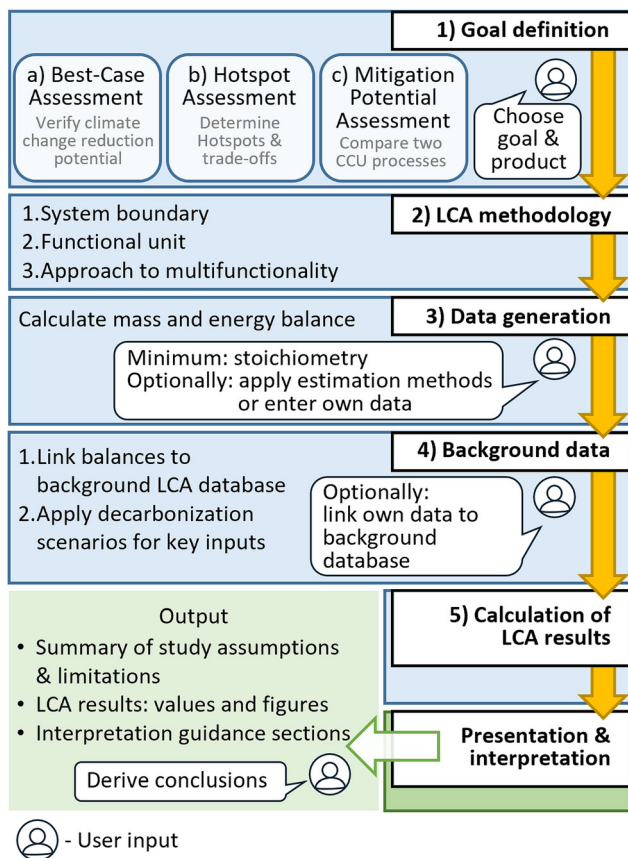 1) Goal definition
a) Best-Case
Assessment
Verify climate
change reduction
potential
b) Hotspot
Assessment
Determine
Hotspots &
trade-offs
c) Mitigation
Potential
Assessment
Compare two
CCU processes
Choose
goal &
product
2) LCA methodology
1.System boundary
2.Functional unit
3.Approach to multifunctionality
3) Data generation
Calculate mass and energy balance
Minimum: stoichiometry
Optionally: apply estimation methods
or enter own data
4) Background data
1.Link balances to
background LCA database
2.Apply decarbonization
scenarios for key inputs
Optionally:
link own data to
background
database
5) Calculation of
LCA results
Presentation &
interpretation
Output
• Summary of study assumptions
& limitations
• LCA results: values and figures
• Interpretation guidance sections
Derive conclusions
- User input